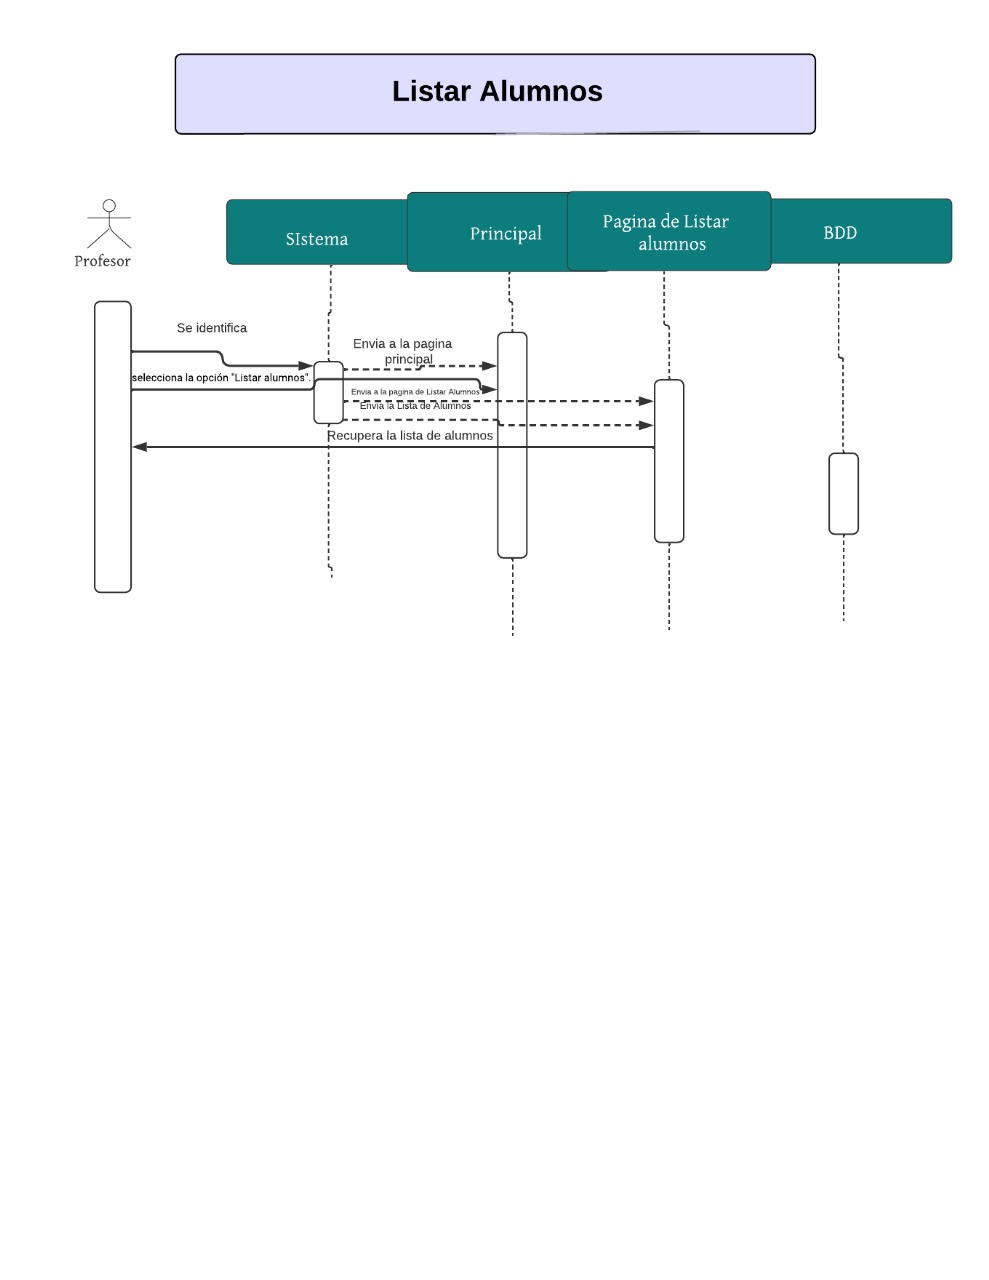 Listar Alumnos
Profesor
SIstema
Principal
Pagina de Listar
alumnos
BDD
Se identifica
Envia a la pagina
principal
selecciona la opción "Listar alumnos".
Envia a la pagina de Listar Alumnos
Envia la Lista de Alumnos
Recupera la lista de alumnos